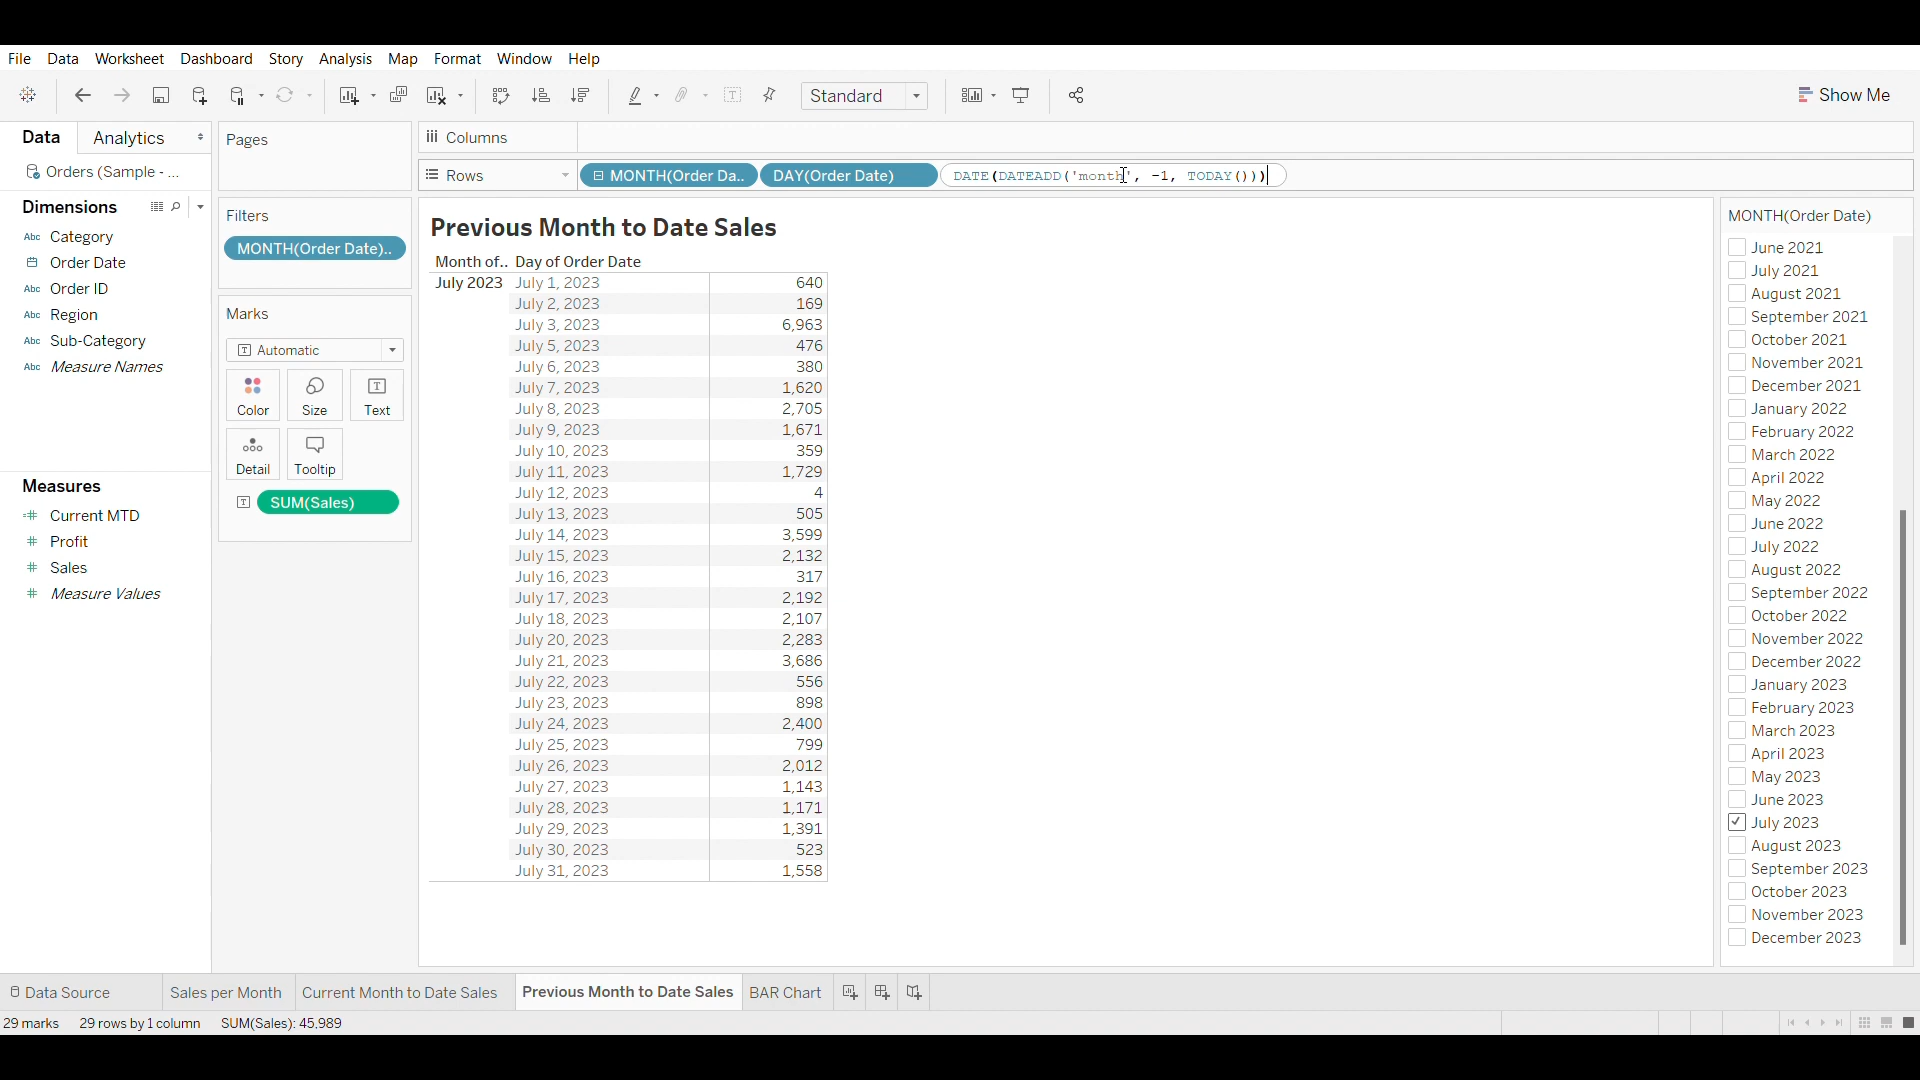 File Data Worksheet Dashboard Story Analysis Map Format Window Help
Standard
Show Me
Data Analytics
Orders (Sample - ...
Dimensions
Abc Category
Order Date
Abc Order ID
Abc Region
Abc Sub-Category
Abc Measure Names
Measures
Current MTD
Profit
Sales
Measure Values
Pages
Filters
MONTH(Order Date)..
Marks
Automatic
Color Size Text
Detail Tooltip
SUM(Sales)
Columns
Rows MONTH(Order Da.. DAY(Order Date) DATE(DATEADD('month', -1, TODAY()))
Previous Month to Date Sales
Month of.. Day of Order Date
July 2023 July 1, 2023 640
July 2, 2023 169
July 3, 2023 6,963
July 5, 2023 476
July 6, 2023 380
July 7, 2023 1,620
July 8, 2023 2,705
July 9, 2023 1,671
July 10, 2023 359
July 11, 2023 1,729
July 12, 2023 4
July 13, 2023 505
July 14, 2023 3,599
July 15, 2023 2,132
July 16, 2023 317
July 17, 2023 2,192
July 18, 2023 2,107
July 20, 2023 2,283
July 21, 2023 3,686
July 22, 2023 556
July 23, 2023 898
July 24, 2023 2,400
July 25, 2023 799
July 26, 2023 2,012
July 27, 2023 1,143
July 28, 2023 1,171
July 29, 2023 1,391
July 30, 2023 523
July 31, 2023 1,558
MONTH(Order Date)
June 2021
July 2021
August 2021
September 2021
October 2021
November 2021
December 2021
January 2022
February 2022
March 2022
April 2022
May 2022
June 2022
July 2022
August 2022
September 2022
October 2022
November 2022
December 2022
January 2023
February 2023
March 2023
April 2023
May 2023
June 2023
July 2023
August 2023
September 2023
October 2023
November 2023
December 2023
Data Source Sales per Month Current Month to Date Sales Previous Month to Date Sales BAR Chart
29 marks 29 rows by 1 column SUM(Sales): 45,989